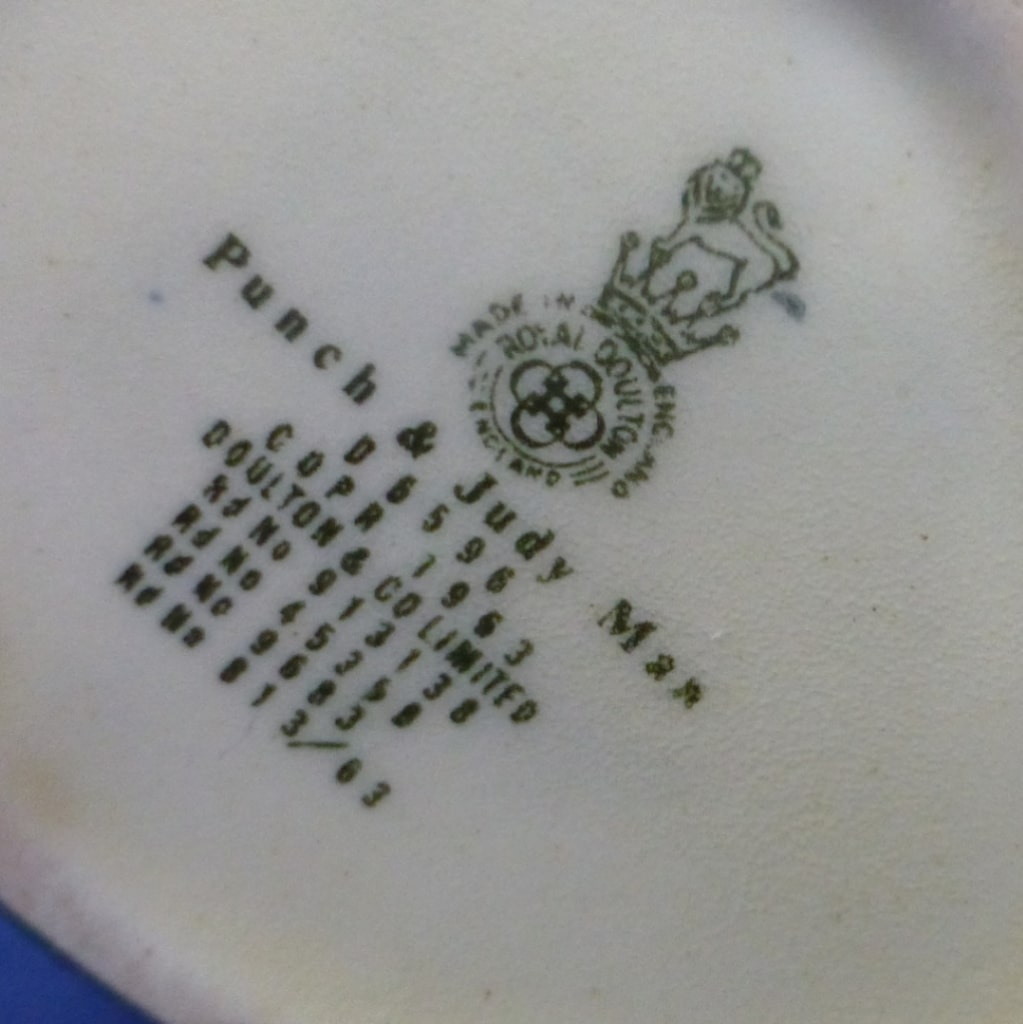 MADE IN ENGLAND
ROYAL DOULTON
ENGLAND
Punch & Judy Man
D 6596
COPR 1963
DOULTON & CO LIMITED
Rd No 913138
Rd No 45350
Rd No 9683
Rd No 813/63